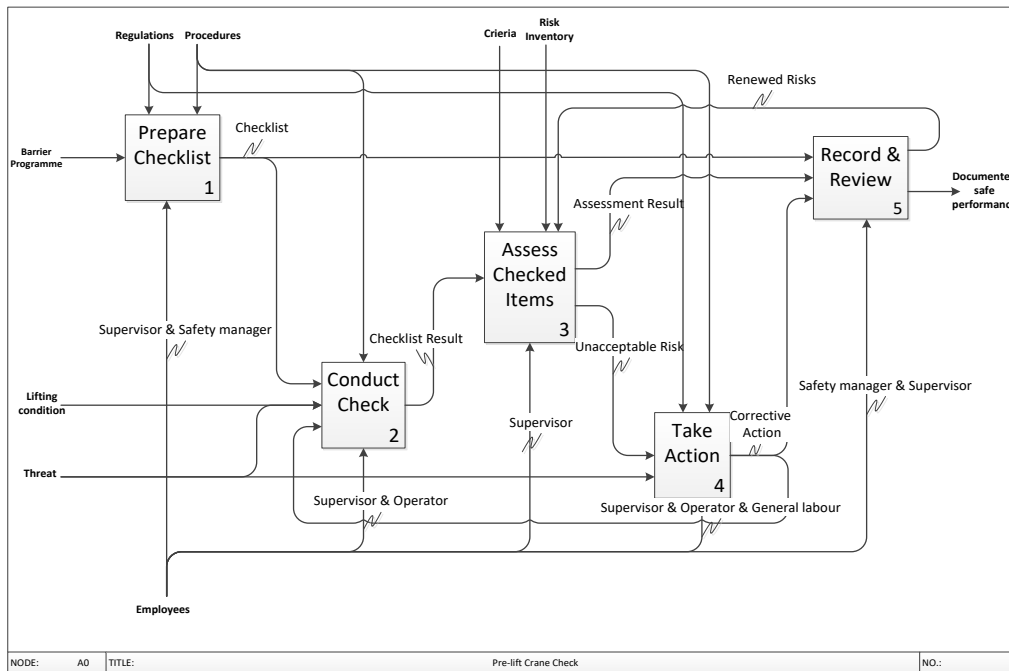 Regulations
Procedures
Crieria
Risk
Inventory
Renewed Risks
Prepare
Checklist
1
Checklist
Barrier
Programme
Record &
Review
5
Documente
safe
performanc
Assessment Result
Assess
Checked
Items
3
Supervisor & Safety manager
Checklist Result
Unacceptable Risk
Conduct
Check
2
Safety manager & Supervisor
Lifting
condition
Supervisor
Take
Action
4
Corrective
Action
Threat
Supervisor & Operator
Supervisor & Operator & General labour
Employees
NODE: A0 TITLE: Pre-lift Crane Check NO.: